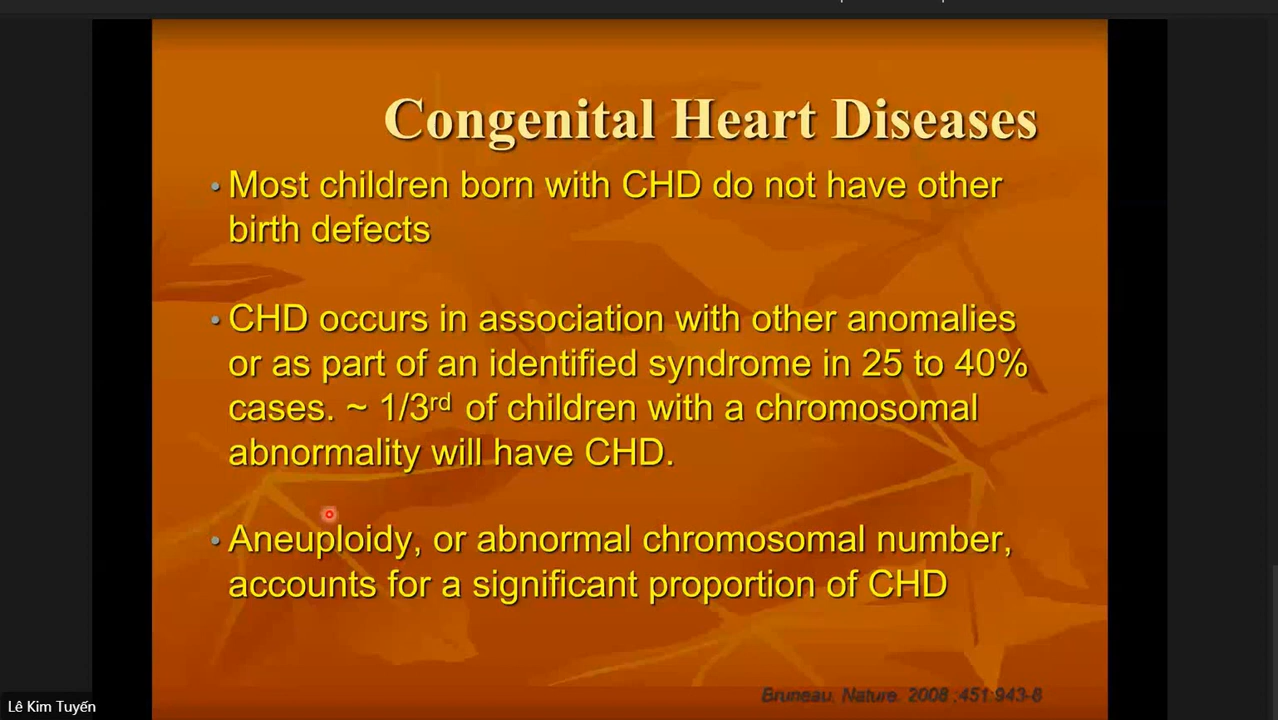 Congenital Heart Diseases
• Most children born with CHD do not have other
birth defects
• CHD occurs in association with other anomalies
or as part of an identified syndrome in 25 to 40%
cases. ~ 1/3rd of children with a chromosomal
abnormality will have CHD.
• Aneuploidy, or abnormal chromosomal number,
accounts for a significant proportion of CHD
Bruneau, Nature. 2008 ;451:943-8
Lê Kim Tuyến